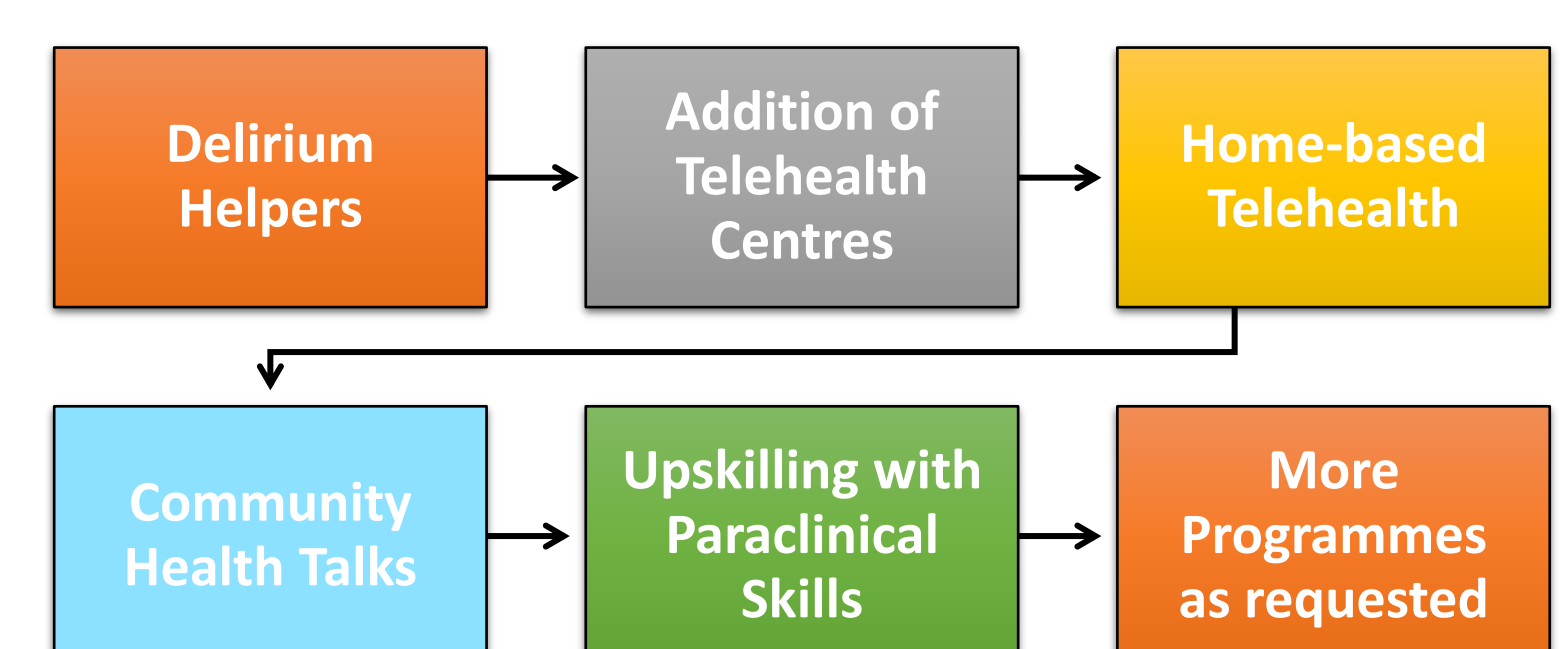 Delirium
Helpers
Addition of
Telehealth
Centres
Home-based
Telehealth
Community
Health Talks
Upskilling with
Paraclinical
Skills
More
Programmes
as requested